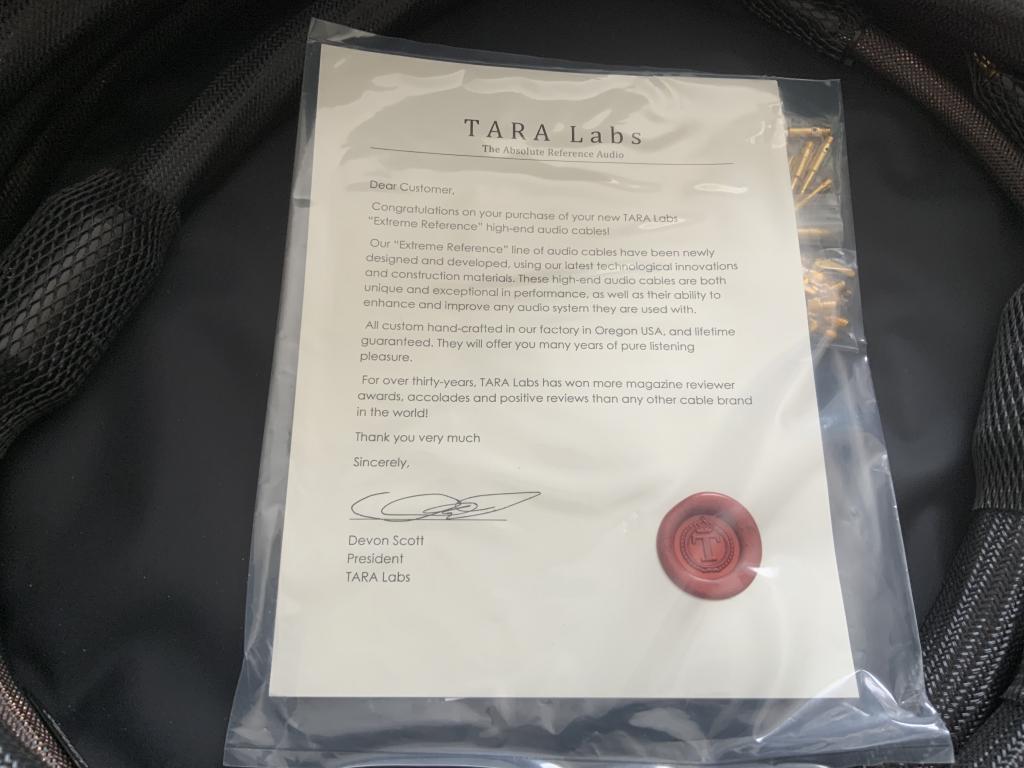 TARA Labs
The Absolute Reference Audio
Dear Customer,
Congratulations on your purchase of your new TARA Labs
“Extreme Reference” high-end audio cables!
Our “Extreme Reference” line of audio cables have been newly
designed and developed, using our latest technological innovations
and construction materials. These high-end audio cables are both
unique and exceptional in performance, as well as their ability to
enhance and improve any audio system they are used with.
All custom hand-crafted in our factory in Oregon USA, and lifetime
guaranteed. They will offer you many years of pure listening
pleasure.
For over thirty-years, TARA Labs has won more magazine reviewer
awards, accolades and positive reviews than any other cable brand
in the world!
Thank you very much
Sincerely,
Devon Scott
President
TARA Labs
T